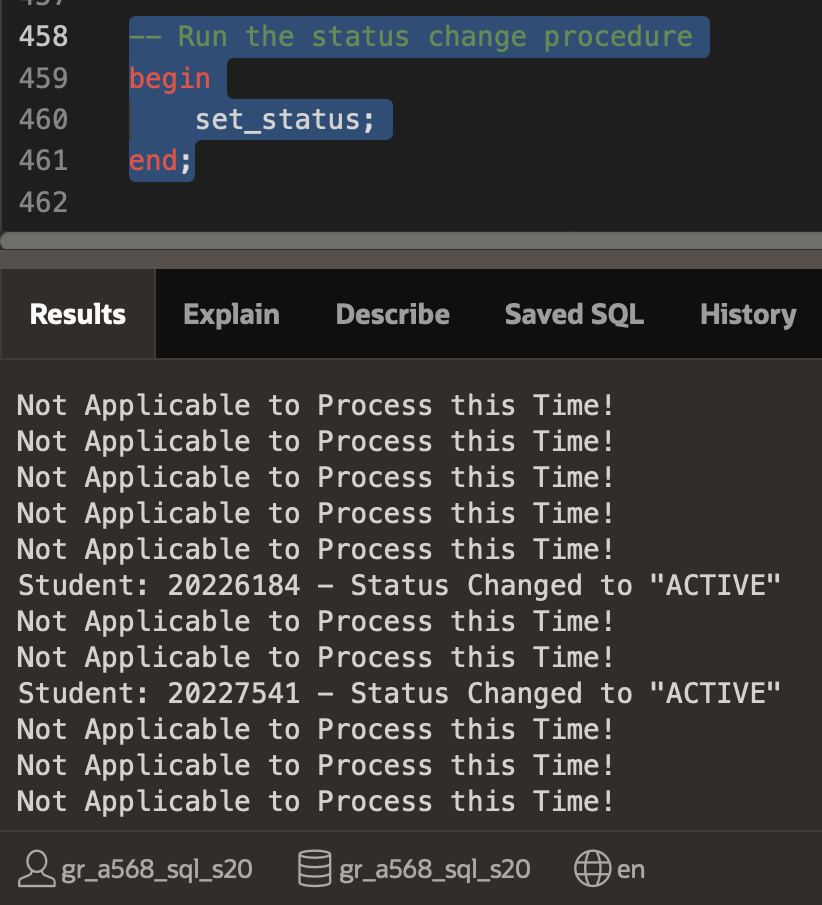 458 -- Run the status change procedure
459 begin
460 set_status;
461 end;
462
Results Explain Describe Saved SQL History
Not Applicable to Process this Time!
Not Applicable to Process this Time!
Not Applicable to Process this Time!
Not Applicable to Process this Time!
Not Applicable to Process this Time!
Student: 20226184 - Status Changed to "ACTIVE"
Not Applicable to Process this Time!
Not Applicable to Process this Time!
Student: 20227541 - Status Changed to "ACTIVE"
Not Applicable to Process this Time!
Not Applicable to Process this Time!
Not Applicable to Process this Time!
gr_a568_sql_s20 gr_a568_sql_s20 en